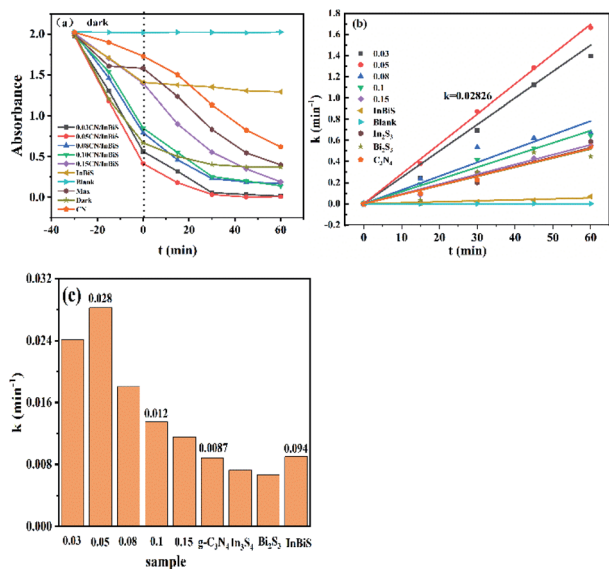 (a)
dark
Absorbance
2.0
1.5
1.0
0.5
0.0
0.03CN/InBiS
0.05CN/InBiS
0.08CN/InBiS
0.10CN/InBiS
0.15CN/InBiS
InBiS
Blank
Max
Dark
CN
-40 -20 0 20 40 60
t (min)
(b)
k (min⁻¹)
1.8
1.6
1.4
1.2
1.0
0.8
0.6
0.4
0.2
0.0
0.03
0.05
0.08
0.1
0.15
InBiS
Blank
In₂S₃
Bi₂S₃
C₃N₄
k=0.02826
0 15 30 45 60
t (min)
(c)
k (min⁻¹)
0.032
0.024
0.016
0.008
0.000
0.028
0.012
0.0087
0.094
0.03 0.05 0.08 0.1 0.15 g-C₃N₄ In₃S₄ Bi₂S₃ InBiS
sample